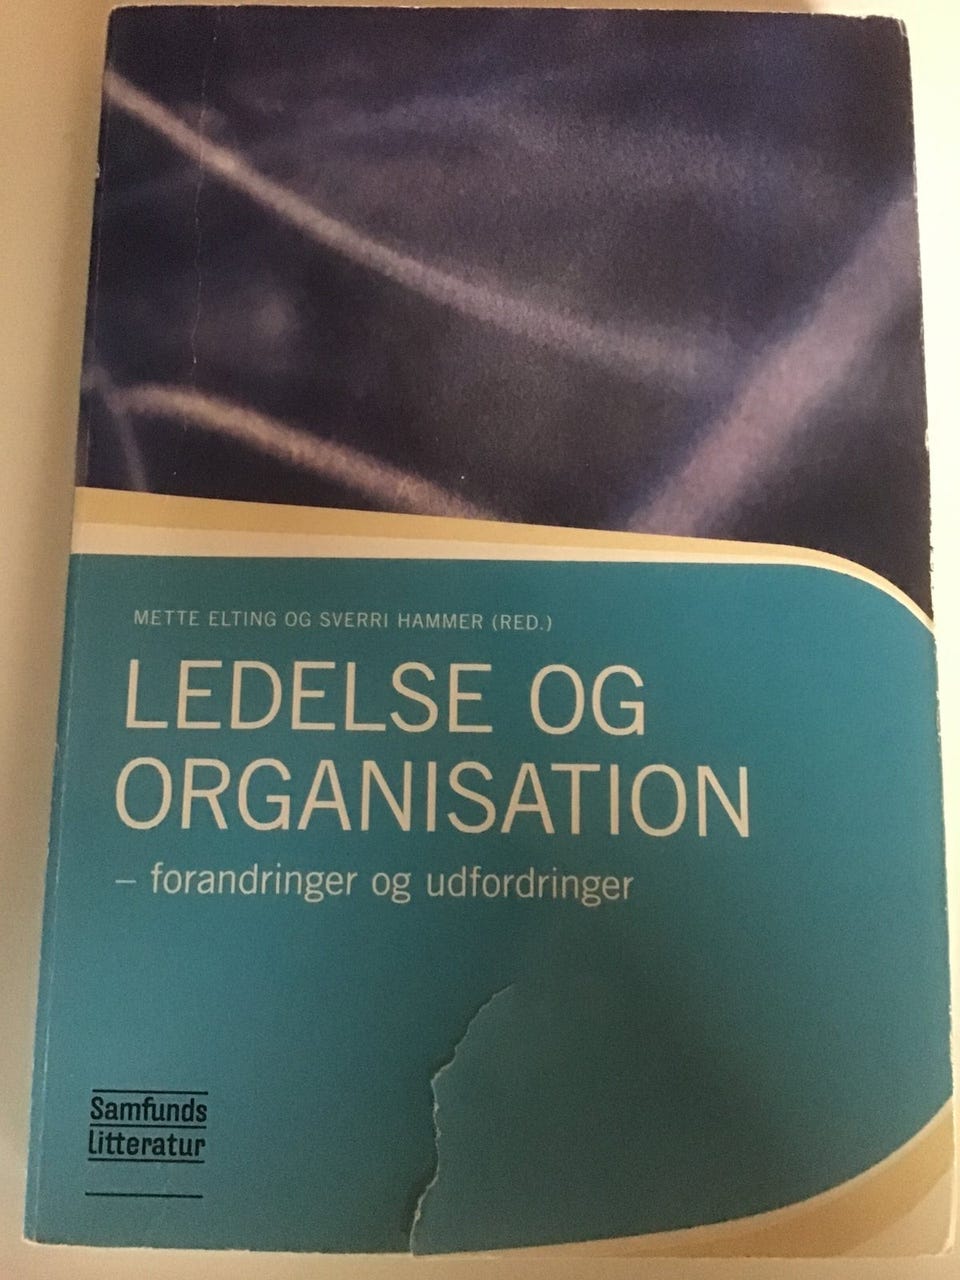 METTE ELTING OG SVERRI HAMMER (RED.)
LEDELSE OG
ORGANISATION
– forandringer og udfordringer
Samfunds
litteratur